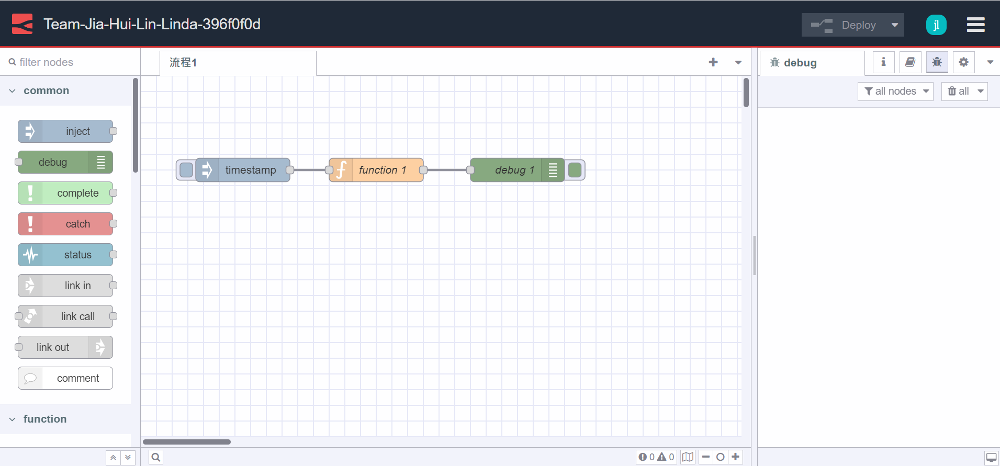 Team-Jia-Hui-Lin-Linda-396f0f0d
Deploy
jl
filter nodes
流程1
debug
i
all nodes
all
common
inject
debug
complete
catch
status
link in
link call
link out
comment
function
timestamp
function 1
debug 1
0
0